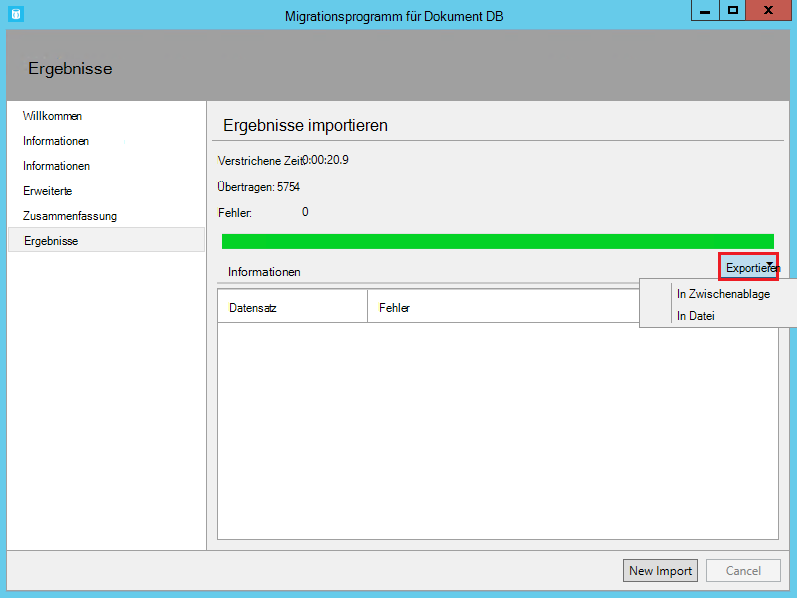 Migrationsprogramm für Dokument DB
Ergebnisse
Willkommen
Informationen
Informationen
Erweiterte
Zusammenfassung
Ergebnisse
Ergebnisse importieren
Verstrichene Zeit: 0:00:20.9
Übertragen: 5754
Fehler: 0
Exportieren
Informationen
In Zwischenablage
In Datei
Datensatz Fehler
New Import Cancel